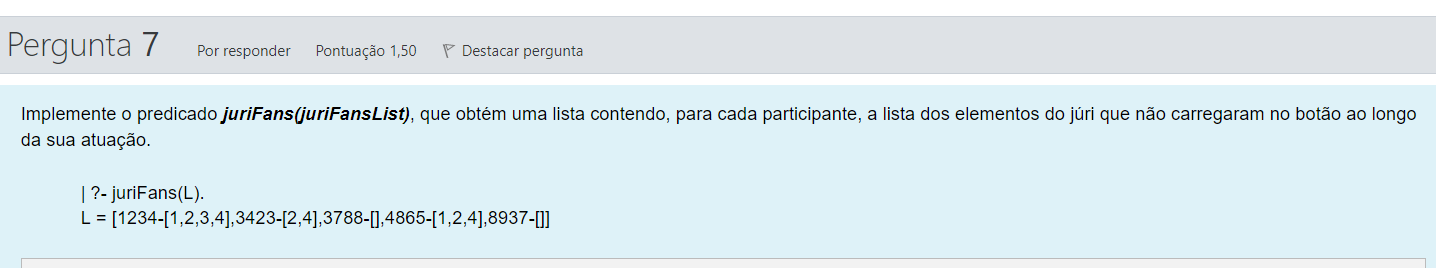 Pergunta 7 Por responder Pontuação 1,50 Destacar pergunta
Implemente o predicado juriFans(juriFansList), que obtém uma lista contendo, para cada participante, a lista dos elementos do júri que não carregaram no botão ao longo
da sua atuação.
| ?- juriFans(L).
L = [1234-[1,2,3,4],3423-[2,4],3788-[],4865-[1,2,4],8937-[]]